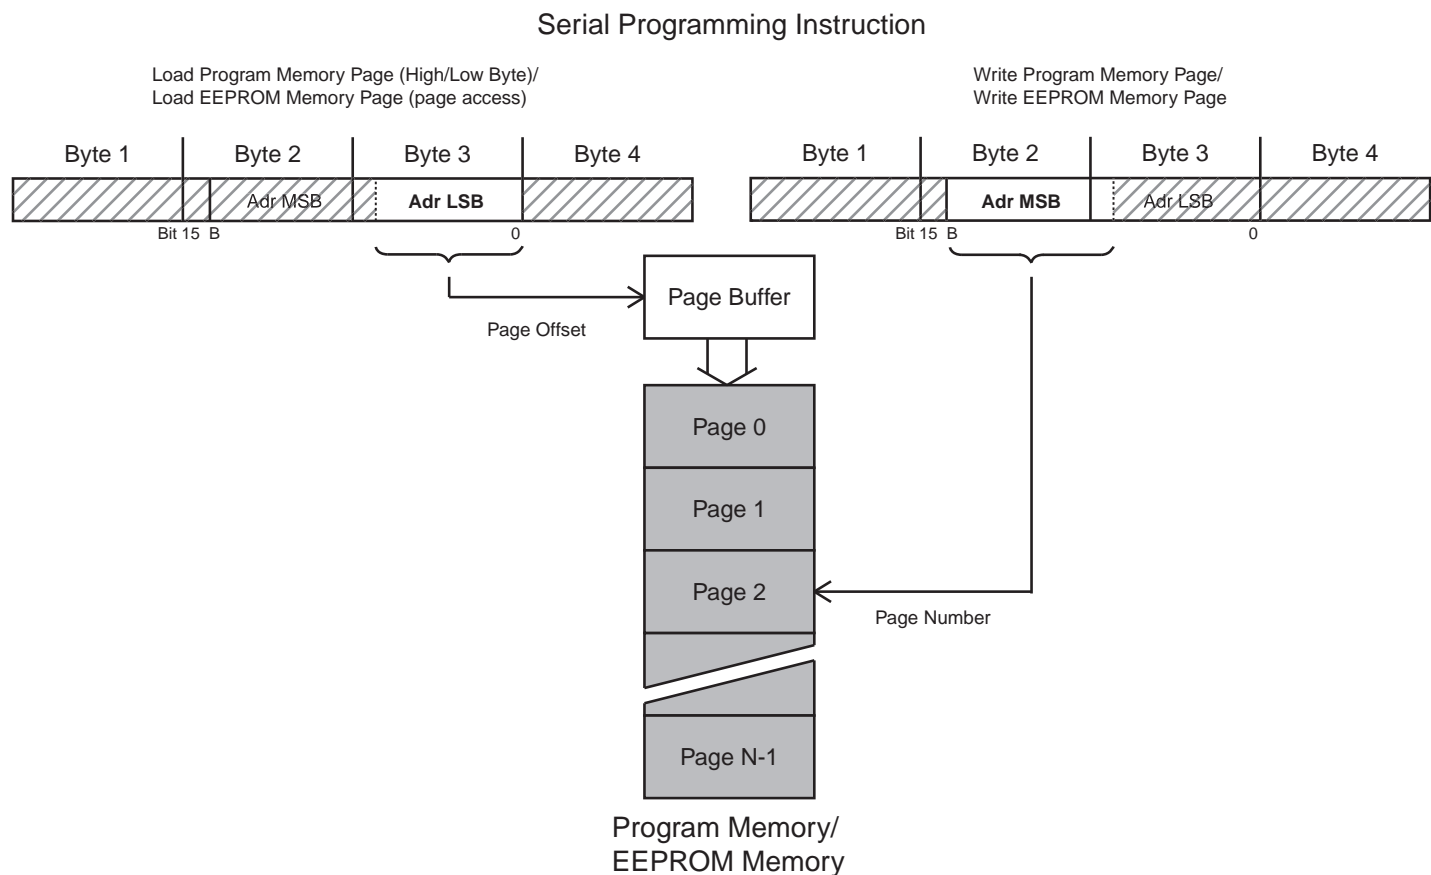 Serial Programming Instruction
Load Program Memory Page (High/Low Byte)/
Load EEPROM Memory Page (page access)
Write Program Memory Page/
Write EEPROM Memory Page
Byte 1 Byte 2 Byte 3 Byte 4
Byte 1 Byte 2 Byte 3 Byte 4
Adr MSB Adr LSB
Adr MSB Adr LSB
Bit 15 B 0
Bit 15 B 0
Page Buffer
Page Offset
Page 0
Page 1
Page 2
Page Number
Page N-1
Program Memory/
EEPROM Memory